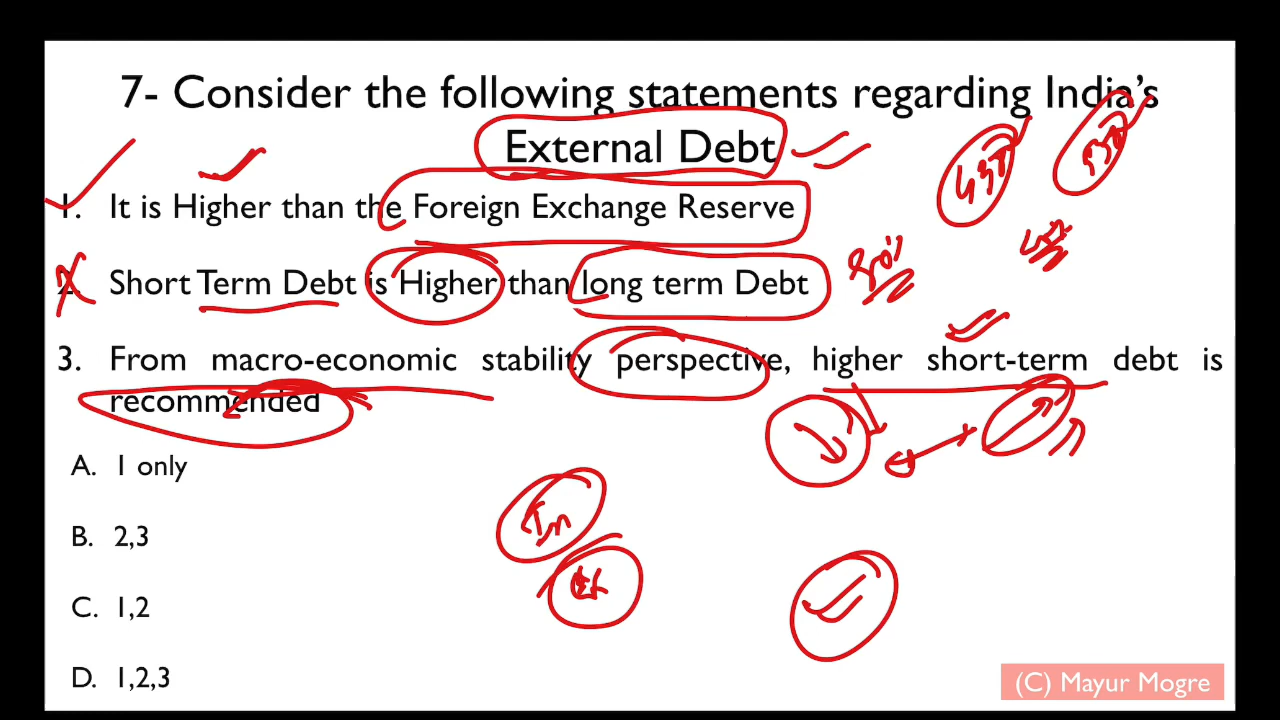 7- Consider the following statements regarding India's
External Debt
1. It is Higher than the Foreign Exchange Reserve
2. Short Term Debt is Higher than long term Debt
3. From macro-economic stability perspective, higher short-term debt is
recommended
A. 1 only
B. 2,3
C. 1,2
D. 1,2,3
(C) Mayur Mogre